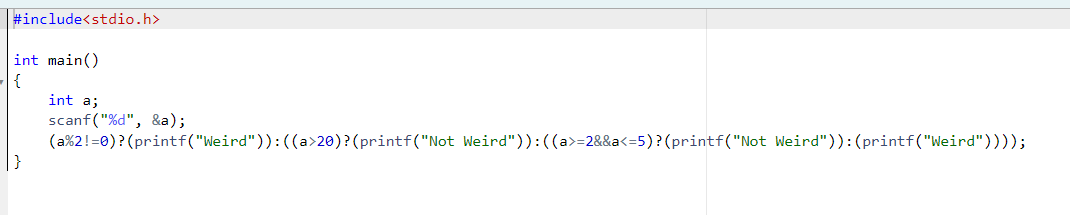 #include<stdio.h>
int main()
{
int a;
scanf("%d", &a);
(a%2!=0)?(printf("Weird")):((a>20)?(printf("Not Weird")):((a>=2&&a<=5)?(printf("Not Weird")):(printf("Weird"))));
}